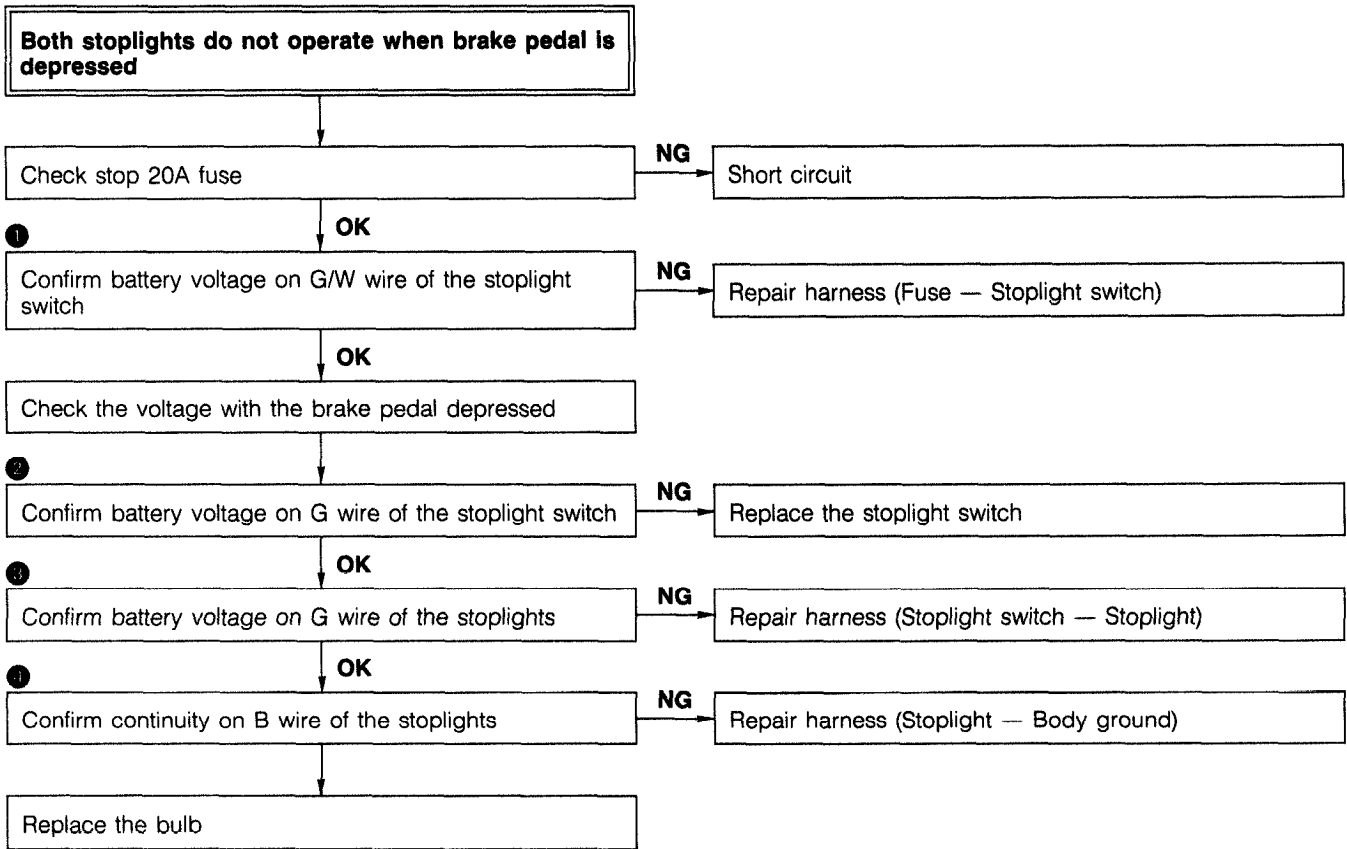 Both stoplights do not operate when brake pedal is
depressed
Check stop 20A fuse
NG
Short circuit
OK
1
Confirm battery voltage on G/W wire of the stoplight
switch
NG
Repair harness (Fuse — Stoplight switch)
OK
Check the voltage with the brake pedal depressed
2
Confirm battery voltage on G wire of the stoplight switch
NG
Replace the stoplight switch
OK
3
Confirm battery voltage on G wire of the stoplights
NG
Repair harness (Stoplight switch — Stoplight)
OK
4
Confirm continuity on B wire of the stoplights
NG
Repair harness (Stoplight — Body ground)
Replace the bulb